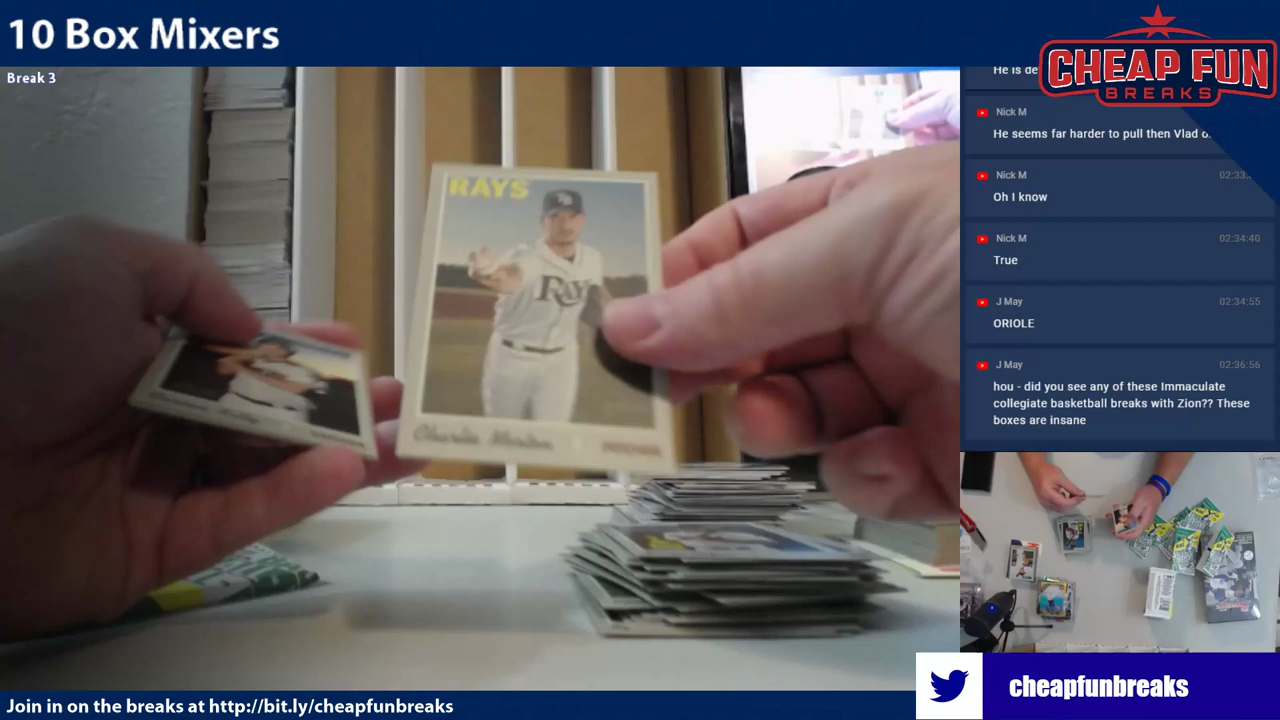 10 Box Mixers
Break 3
CHEAP FUN
BREAKS
He is de
Nick M
He seems far harder to pull then Vlad o
Nick M 02:33
Oh I know
Nick M 02:34:40
True
J May 02:34:55
ORIOLE
J May 02:36:56
hou - did you see any of these Immaculate
collegiate basketball breaks with Zion?? These
boxes are insane
RAYS
Rays
Charlie Morton
cheapfunbreaks
Join in on the breaks at http://bit.ly/cheapfunbreaks